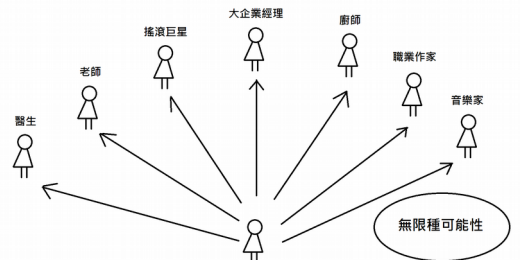 大企業經理
廚師
搖滾巨星
職業作家
老師
音樂家
醫生
無限種可能性